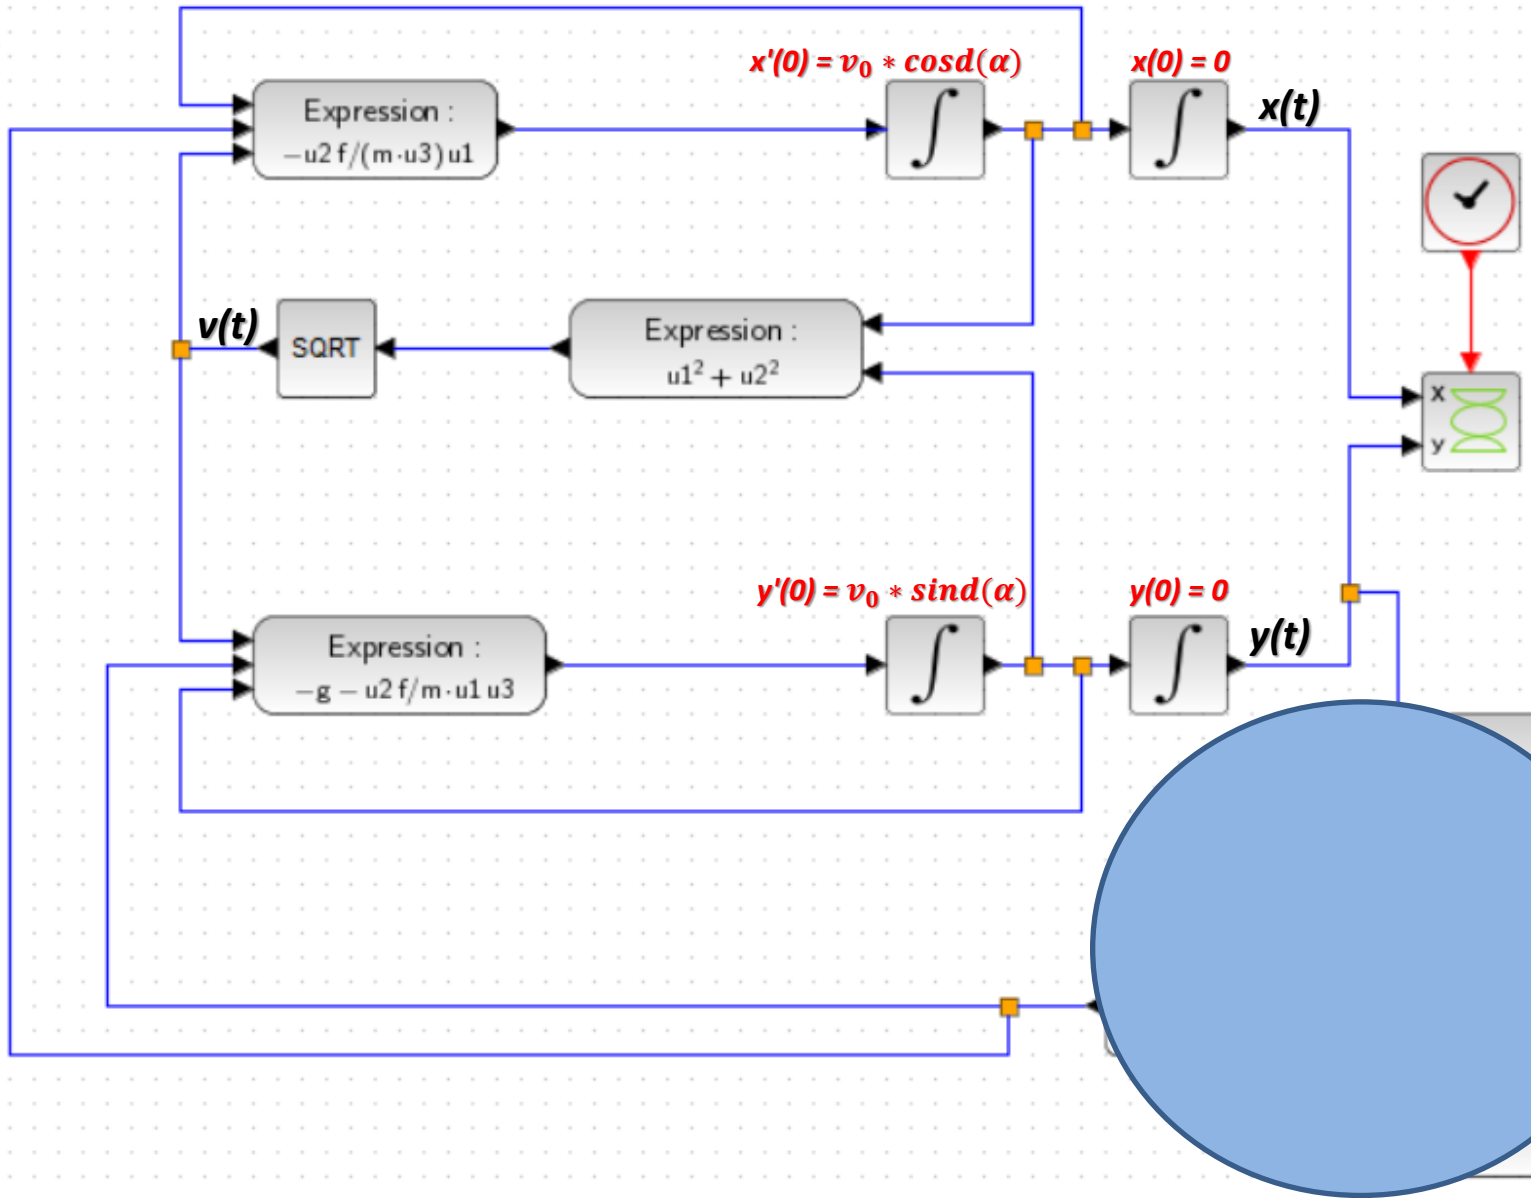 x'(0) = v₀ * cosd(α)
x(0) = 0
x(t)
Expression :
−u2 f/(m·u3) u1
v(t)
SQRT
Expression :
u1² + u2²
x
y
y'(0) = v₀ * sind(α)
y(0) = 0
y(t)
Expression :
−g − u2 f/m·u1 u3
∫
∫
∫
∫